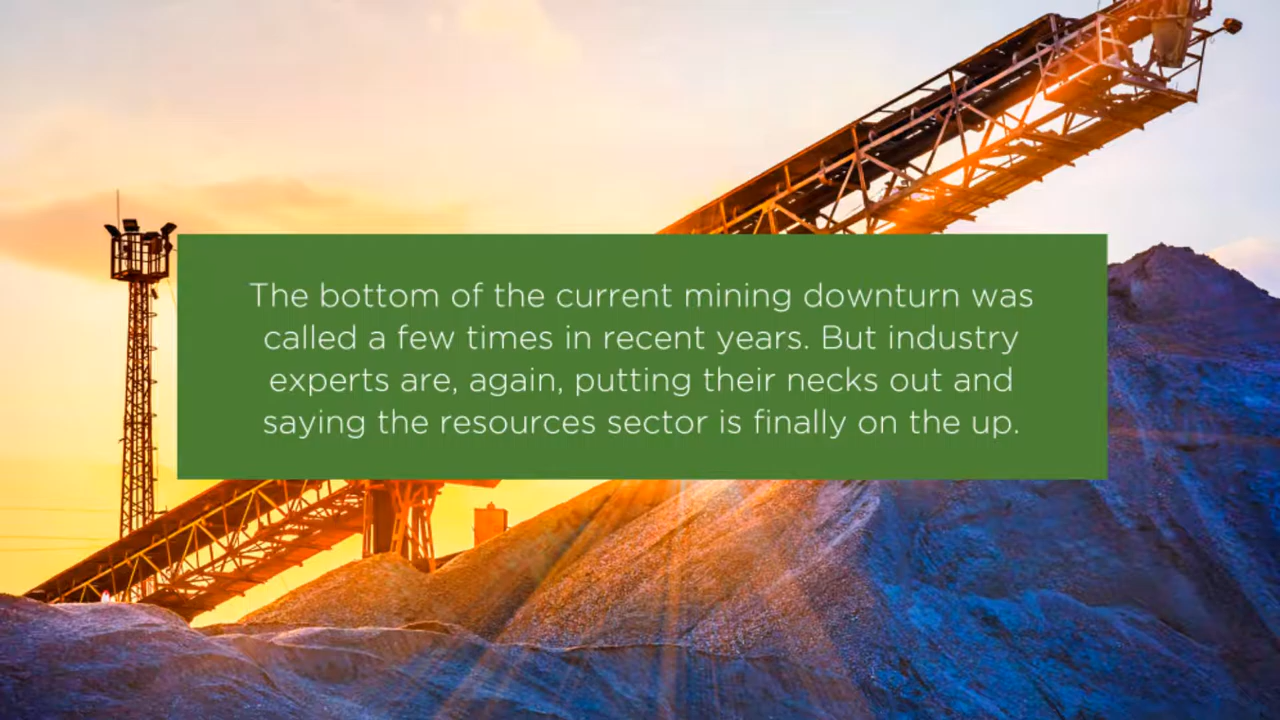 The bottom of the current mining downturn was
called a few times in recent years. But industry
experts are, again, putting their necks out and
saying the resources sector is finally on the up.